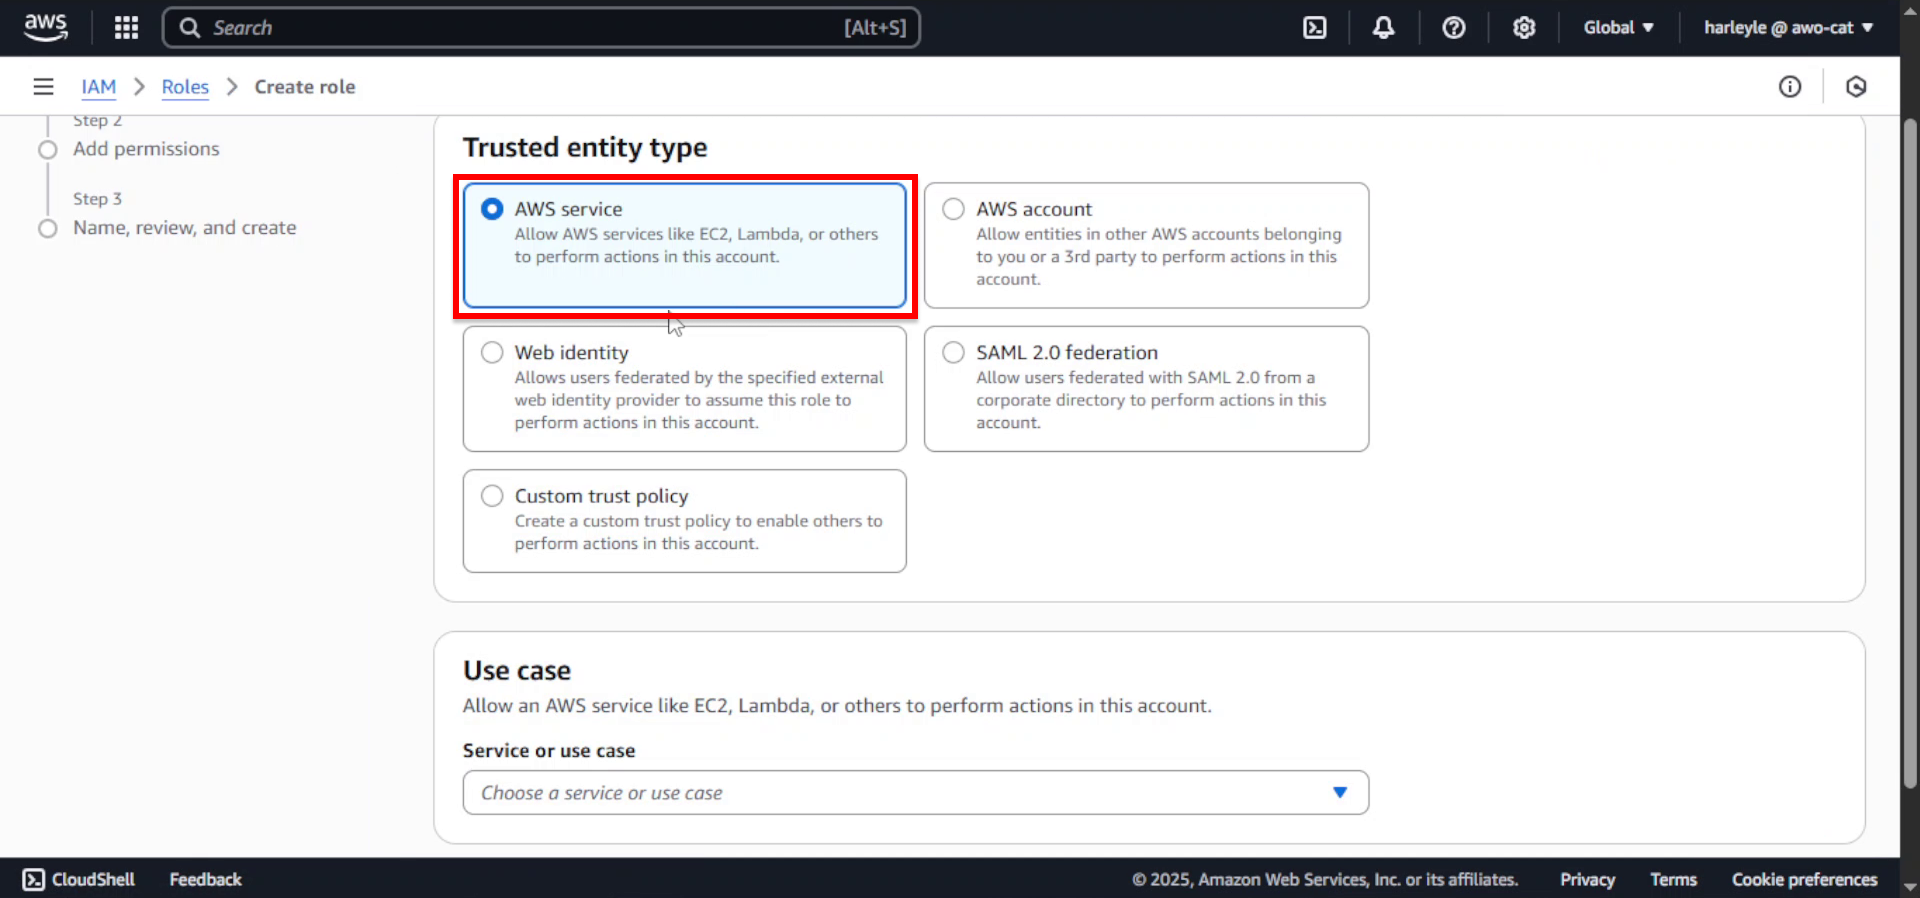 aws
Search [Alt+S]
Global
harleyle @ awo-cat
IAM
Roles
Create role
Step 2
Add permissions
Step 3
Name, review, and create
Trusted entity type
AWS service
Allow AWS services like EC2, Lambda, or others
to perform actions in this account.
AWS account
Allow entities in other AWS accounts belonging
to you or a 3rd party to perform actions in this
account.
Web identity
Allows users federated by the specified external
web identity provider to assume this role to
perform actions in this account.
SAML 2.0 federation
Allow users federated with SAML 2.0 from a
corporate directory to perform actions in this
account.
Custom trust policy
Create a custom trust policy to enable others to
perform actions in this account.
Use case
Allow an AWS service like EC2, Lambda, or others to perform actions in this account.
Service or use case
Choose a service or use case
CloudShell
Feedback
© 2025, Amazon Web Services, Inc. or its affiliates.
Privacy
Terms
Cookie preferences